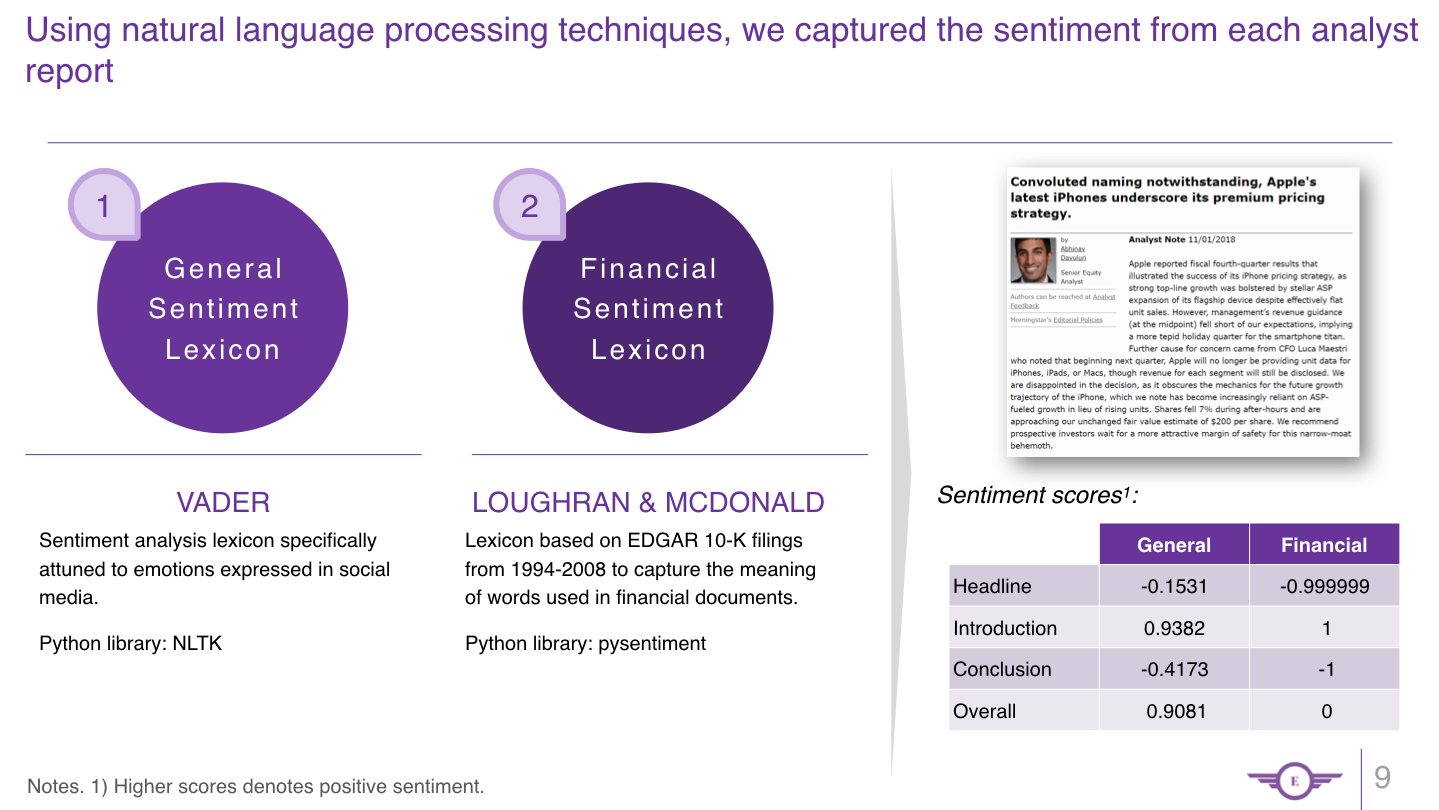 Using natural language processing techniques, we captured the sentiment from each analyst
report
1
General
Sentiment
Lexicon
2
Financial
Sentiment
Lexicon
VADER
Sentiment analysis lexicon specifically
attuned to emotions expressed in social
media.
Python library: NLTK
LOUGHRAN & MCDONALD
Lexicon based on EDGAR 10-K filings
from 1994-2008 to capture the meaning
of words used in financial documents.
Python library: pysentiment
Convoluted naming notwithstanding, Apple's
latest iPhones underscore its premium pricing
strategy.
by
Abhinav
Davuluri
Senior Equity
Analyst
Authors can be reached at Analyst
Feedback
Morningstar's Editorial Policies
Analyst Note 11/01/2018
Apple reported fiscal fourth-quarter results that
illustrated the success of its iPhone pricing strategy, as
strong top-line growth was bolstered by stellar ASP
expansion of its flagship device despite effectively flat
unit sales. However, management's revenue guidance
(at the midpoint) fell short of our expectations, implying
a more tepid holiday quarter for the smartphone titan.
Further cause for concern came from CFO Luca Maestri
who noted that beginning next quarter, Apple will no longer be providing unit data for
iPhones, iPads, or Macs, though revenue for each segment will still be disclosed. We
are disappointed in the decision, as it obscures the mechanics for the future growth
trajectory of the iPhone, which we note has become increasingly reliant on ASP-
fueled growth in lieu of rising units. Shares fell 7% during after-hours and are
approaching our unchanged fair value estimate of $200 per share. We recommend
prospective investors wait for a more attractive margin of safety for this narrow-moat
behemoth.
Sentiment scores1:
General Financial
Headline -0.1531 -0.999999
Introduction 0.9382 1
Conclusion -0.4173 -1
Overall 0.9081 0
Notes. 1) Higher scores denotes positive sentiment.
E
9